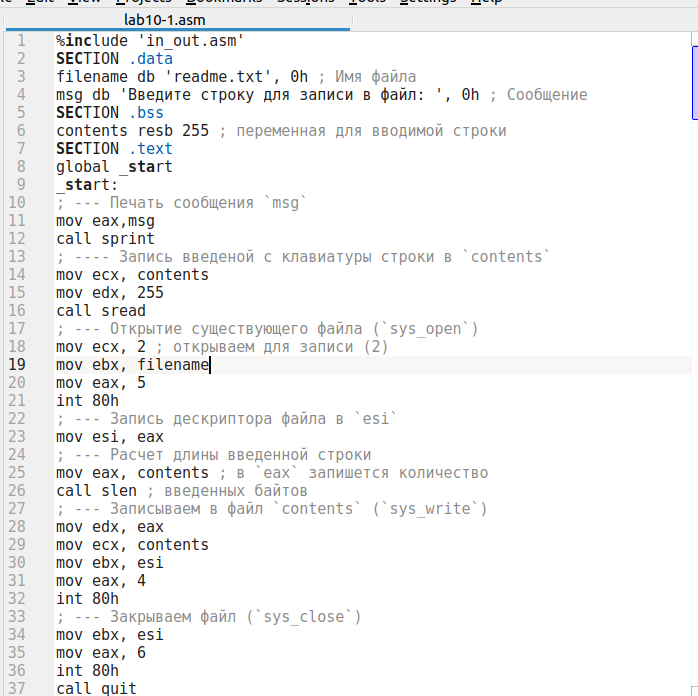 Edit View Projects Bookmarks Sessions Tools Settings Help
lab10-1.asm
1 %include 'in_out.asm'
2 SECTION .data
3 filename db 'readme.txt', 0h ; Имя файла
4 msg db 'Введите строку для записи в файл: ', 0h ; Сообщение
5 SECTION .bss
6 contents resb 255 ; переменная для вводимой строки
7 SECTION .text
8 global _start
9 _start:
10 ; --- Печать сообщения `msg`
11 mov eax,msg
12 call sprint
13 ; ---- Запись введеной с клавиатуры строки в `contents`
14 mov ecx, contents
15 mov edx, 255
16 call sread
17 ; --- Открытие существующего файла (`sys_open`)
18 mov ecx, 2 ; открываем для записи (2)
19 mov ebx, filename
20 mov eax, 5
21 int 80h
22 ; --- Запись дескриптора файла в `esi`
23 mov esi, eax
24 ; --- Расчет длины введенной строки
25 mov eax, contents ; в `eax` запишется количество
26 call slen ; введенных байтов
27 ; --- Записываем в файл `contents` (`sys_write`)
28 mov edx, eax
29 mov ecx, contents
30 mov ebx, esi
31 mov eax, 4
32 int 80h
33 ; --- Закрываем файл (`sys_close`)
34 mov ebx, esi
35 mov eax, 6
36 int 80h
37 call quit